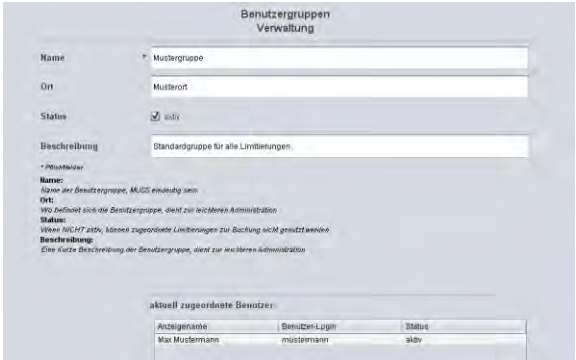 Benutzergruppen
Verwaltung
Name * Mustergruppe
Ort Musterort
Status aktiv
Beschreibung Standardgruppe für alle Limitierungen
* Pflichtfelder
Name:
Name der Benutzergruppe, MUSS eindeutig sein
Ort:
Wo befindet sich die Benutzergruppe, dient zur leichteren Administration
Status:
Wenn NICHT aktiv, können zugeordnete Limitierungen zur Buchung nicht genutzt werden
Beschreibung:
Eine Kurze Beschreibung der Benutzergruppe, dient zur leichteren Administration
aktuell zugeordnete Benutzer:
Anzeigename Benutzer-Login Status
Max Mustermann mustermann aktiv